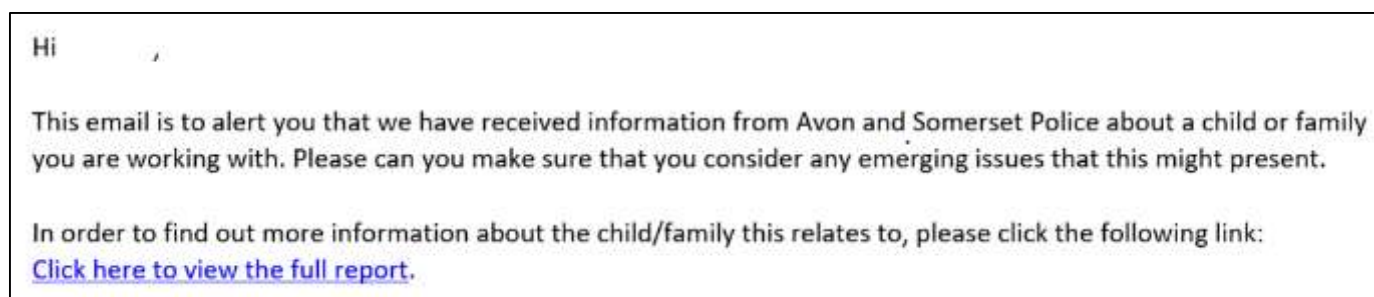 Hi ,
This email is to alert you that we have received information from Avon and Somerset Police about a child or family
you are working with. Please can you make sure that you consider any emerging issues that this might present.
In order to find out more information about the child/family this relates to, please click the following link:
Click here to view the full report.